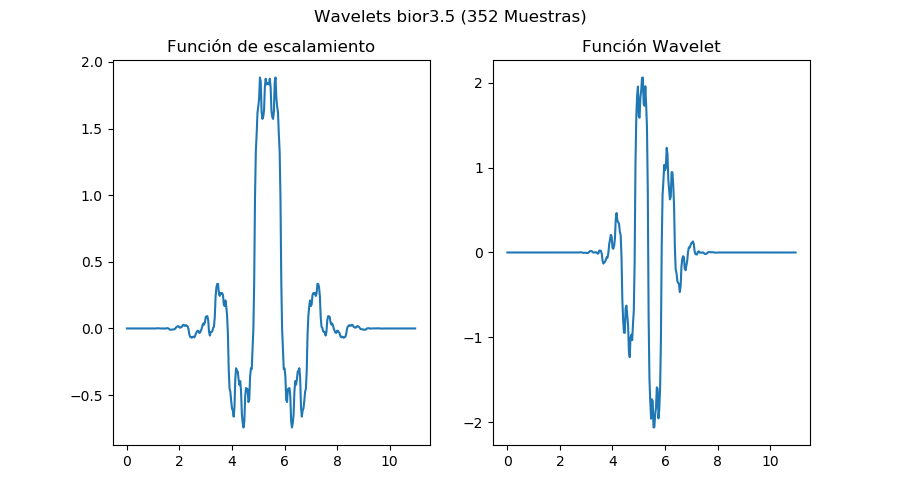 Wavelets bior3.5 (352 Muestras)
Función de escalamiento
Función Wavelet
2.0
1.5
1.0
0.5
0.0
−0.5
0 2 4 6 8 10
2
1
0
−1
−2
0 2 4 6 8 10